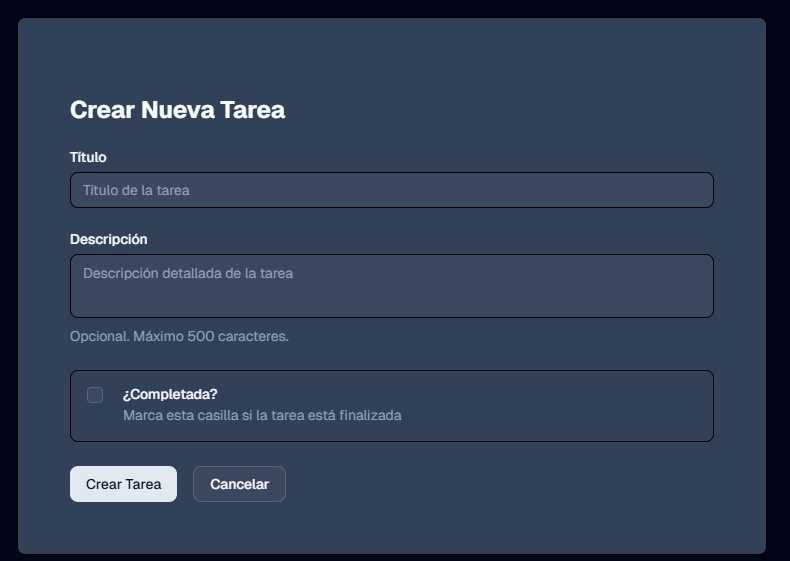 Crear Nueva Tarea
Título
Título de la tarea
Descripción
Descripción detallada de la tarea
Opcional. Máximo 500 caracteres.
¿Completada?
Marca esta casilla si la tarea está finalizada
Crear Tarea
Cancelar